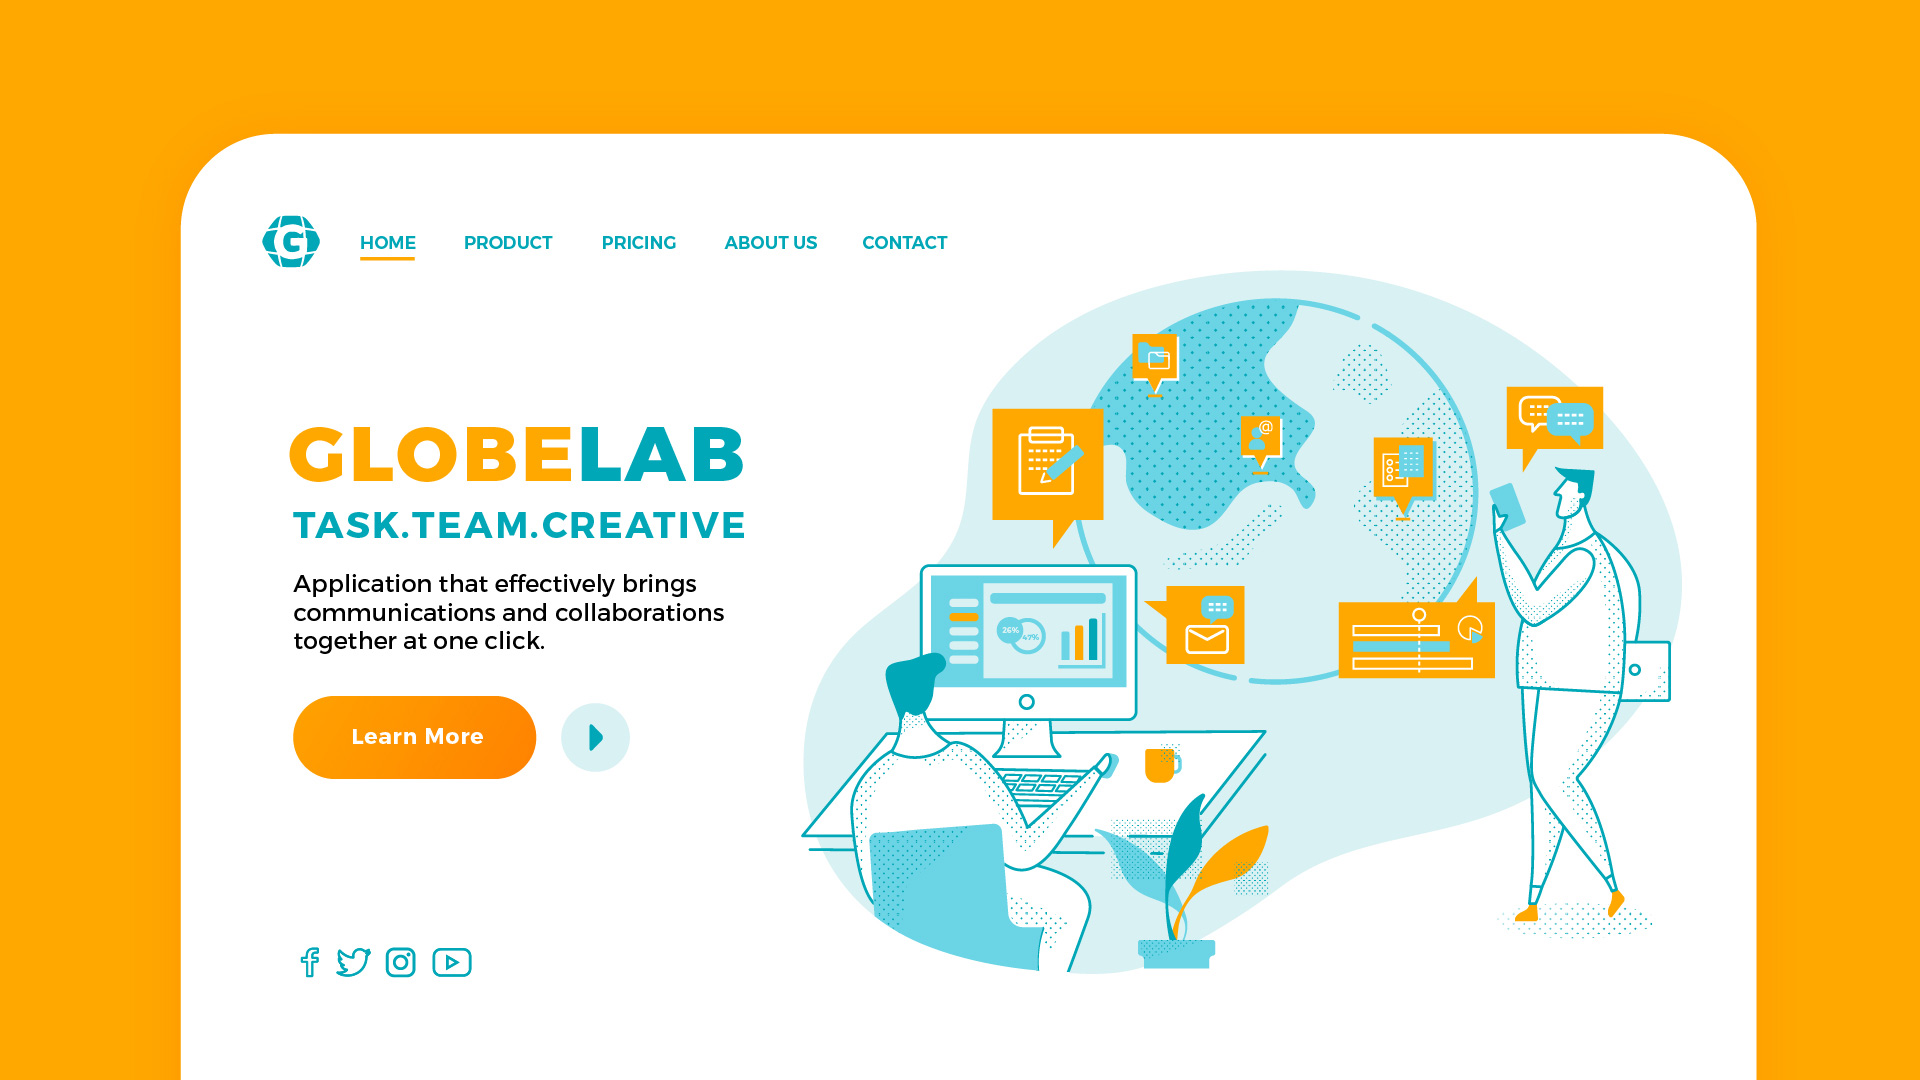 G
HOME PRODUCT PRICING ABOUT US CONTACT
GLOBELAB
TASK.TEAM.CREATIVE
Application that effectively brings
communications and collaborations
together at one click.
Learn More
@
26%
47%